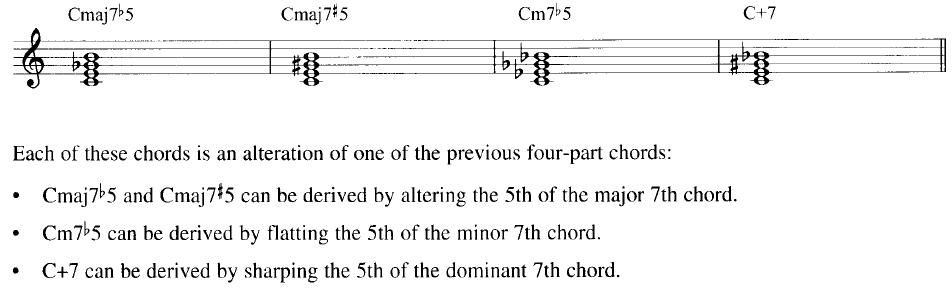 Cmaj7♭5 Cmaj7♯5 Cm7♭5 C+7
Each of these chords is an alteration of one of the previous four-part chords:
• Cmaj7♭5 and Cmaj7♯5 can be derived by altering the 5th of the major 7th chord.
• Cm7♭5 can be derived by flatting the 5th of the minor 7th chord.
• C+7 can be derived by sharping the 5th of the dominant 7th chord.